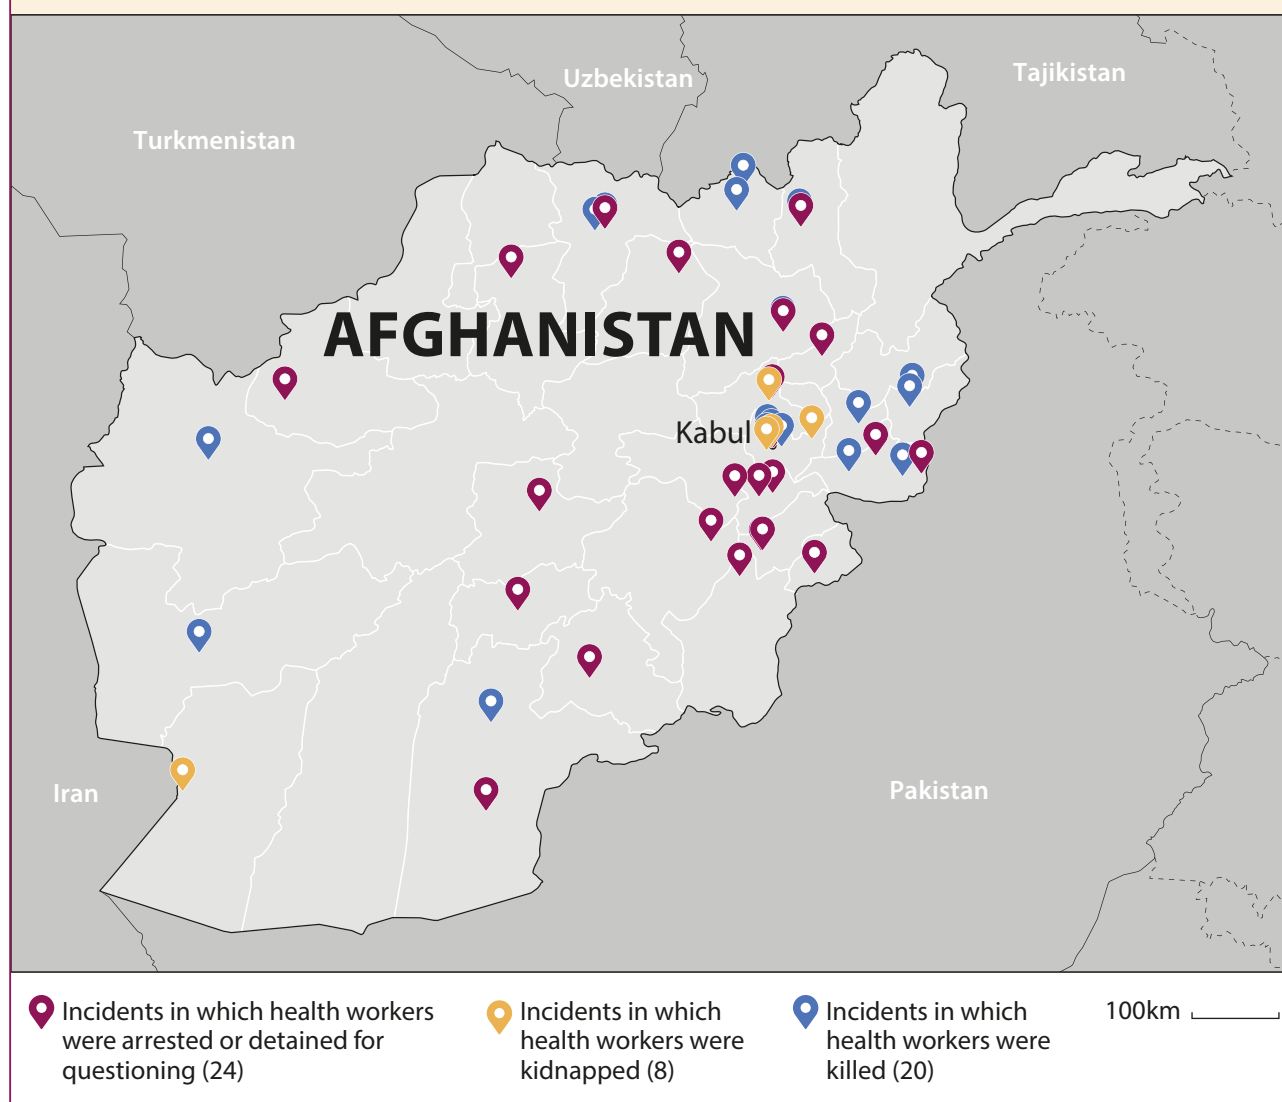 Uzbekistan
Tajikistan
Turkmenistan
AFGHANISTAN
Kabul
Iran
Pakistan
Incidents in which health workers
were arrested or detained for
questioning (24)
Incidents in which
health workers were
kidnapped (8)
Incidents in which
health workers were
killed (20)
100km